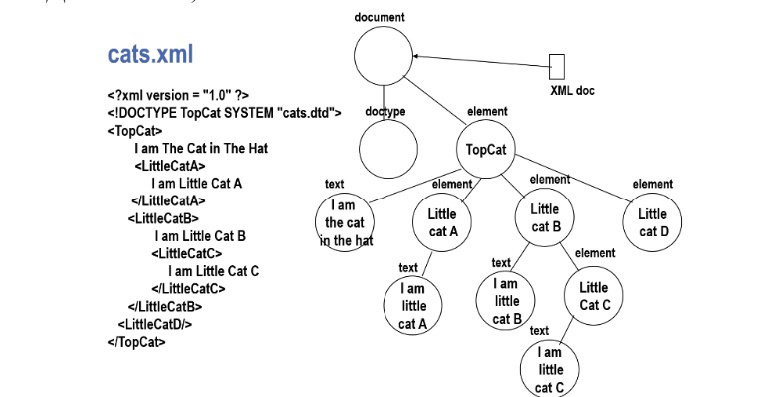 cats.xml
<?xml version = "1.0" ?>
<!DOCTYPE TopCat SYSTEM "cats.dtd">
<TopCat>
I am The Cat in The Hat
<LittleCatA>
I am Little Cat A
</LittleCatA>
<LittleCatB>
I am Little Cat B
<LittleCatC>
I am Little Cat C
</LittleCatC>
</LittleCatB>
<LittleCatD/>
</TopCat>
document
XML doc
doctype
element
TopCat
text
I am
the cat
in the hat
element
Little
cat A
element
Little
cat B
element
Little
cat D
text
I am
little
cat A
text
I am
little
cat B
element
Little
Cat C
text
I am
little
cat C